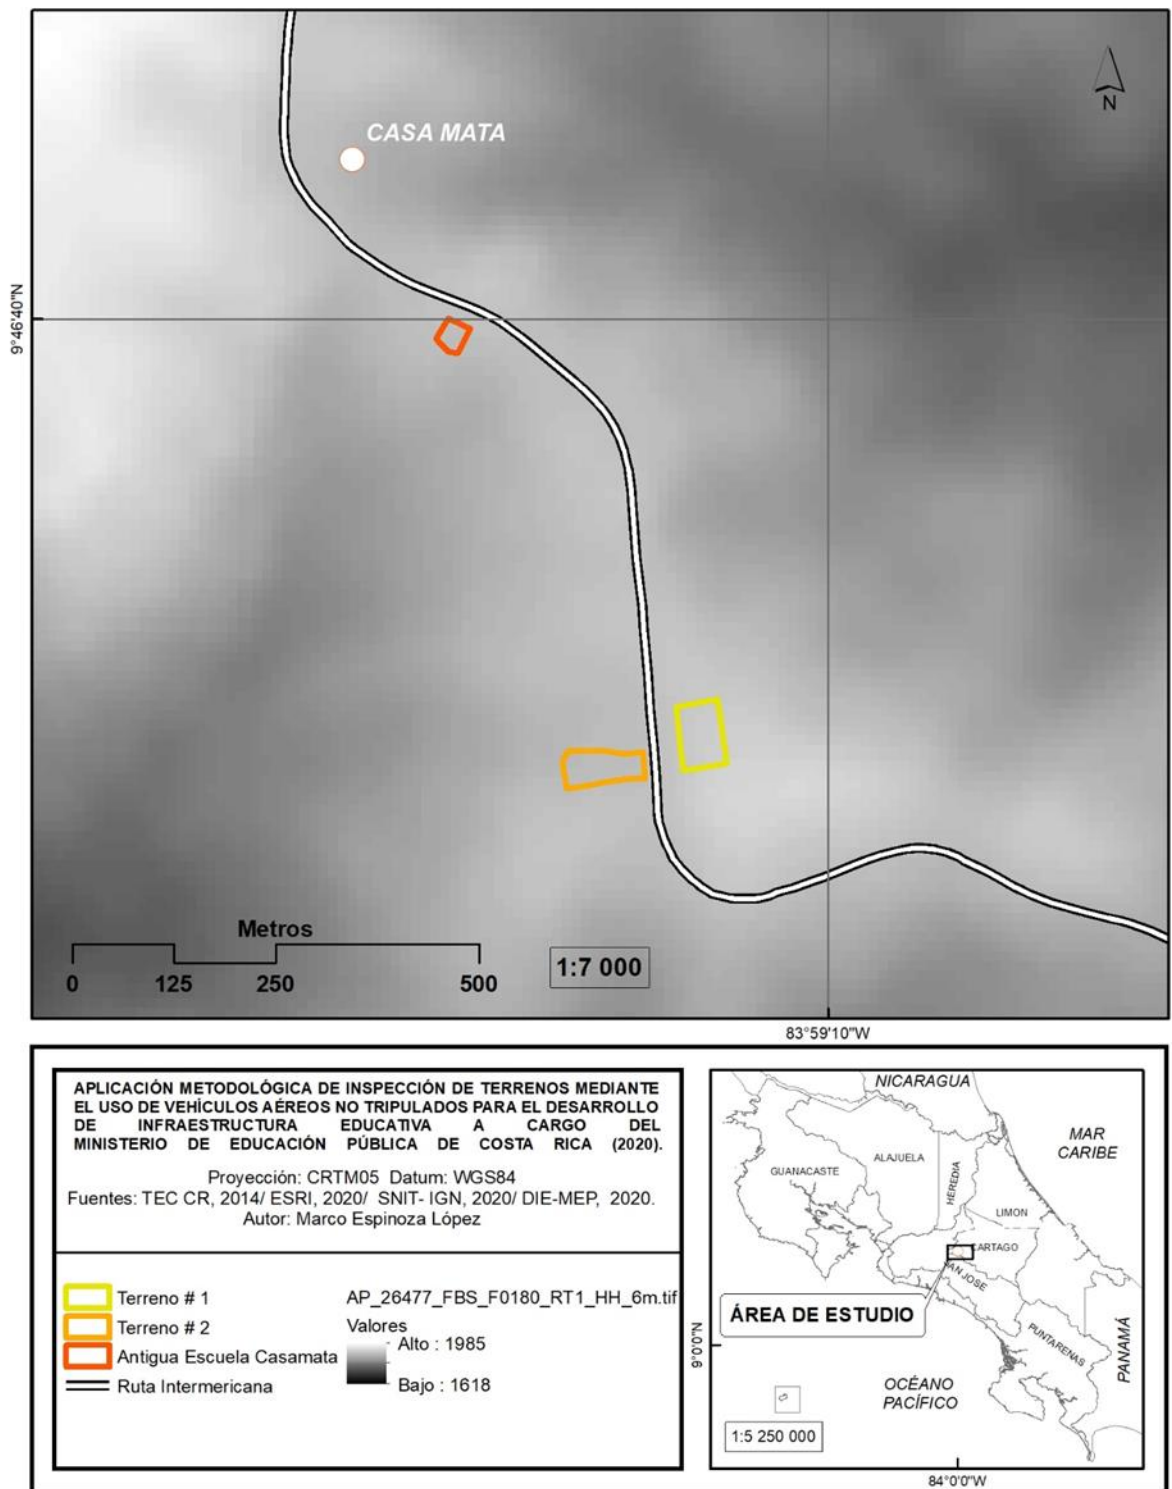 N
CASA MATA
9°46'40"N
Metros
0 125 250 500
1:7 000
83°59'10"W
APLICACIÓN METODOLÓGICA DE INSPECCIÓN DE TERRENOS MEDIANTE
EL USO DE VEHÍCULOS AÉREOS NO TRIPULADOS PARA EL DESARROLLO
DE INFRAESTRUCTURA EDUCATIVA A CARGO DEL
MINISTERIO DE EDUCACIÓN PÚBLICA DE COSTA RICA (2020).
Proyección: CRTM05 Datum: WGS84
Fuentes: TEC CR, 2014/ ESRI, 2020/ SNIT- IGN, 2020/ DIE-MEP, 2020.
Autor: Marco Espinoza López
Terreno # 1
Terreno # 2
Antigua Escuela Casamata
Ruta Intermericana
AP_26477_FBS_F0180_RT1_HH_6m.tif
Valores
Alto : 1985
Bajo : 1618
NICARAGUA
MAR
CARIBE
ALAJUELA
GUANACASTE
HEREDIA
LIMON
CARTAGO
AN JOSE
ÁREA DE ESTUDIO
PUNTARENAS
PANAMÁ
9°0'0"N
OCÉANO
PACÍFICO
1:5 250 000
84°0'0"W